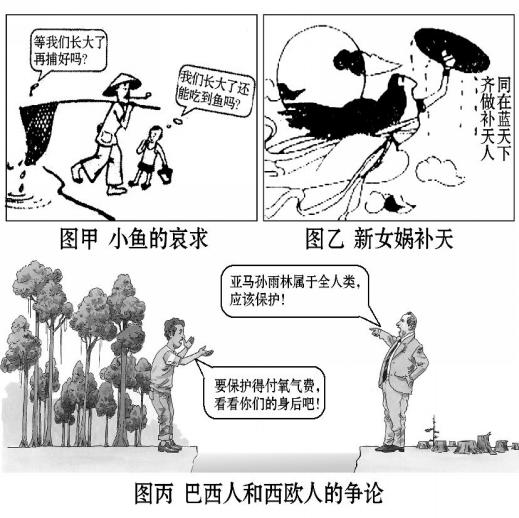 等我们长大了
再捕好吗?
我们长大了还
能吃到鱼吗?
图甲 小鱼的哀求
同在蓝天下
齐做补天人
图乙 新女娲补天
亚马孙雨林属于全人类,
应该保护!
要保护得付氧气费,
看看你们的身后吧!
图丙 巴西人和西欧人的争论